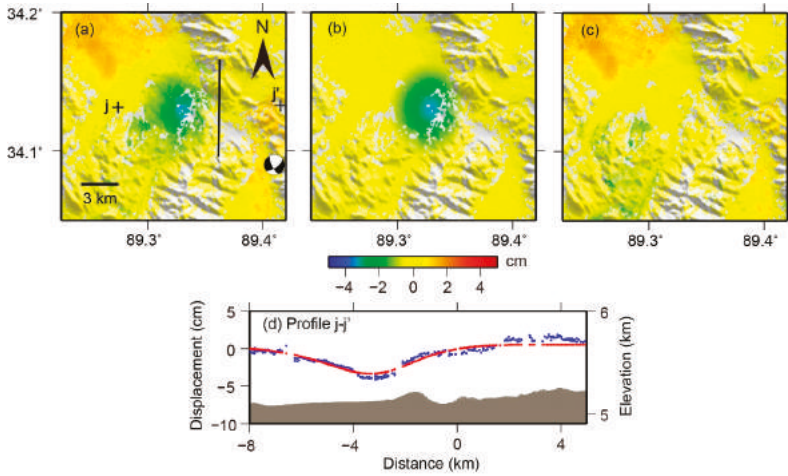 34.2°
(a)
N
(b)
(c)
j
j'
34.1°
3 km
89.3°
89.4°
89.3°
89.4°
89.3°
89.4°
cm
−4
−2
0
2
4
5
(d) Profile j-j'
6
0
−5
5
−10
Displacement (cm)
Elevation (km)
−8
−4
0
4
Distance (km)